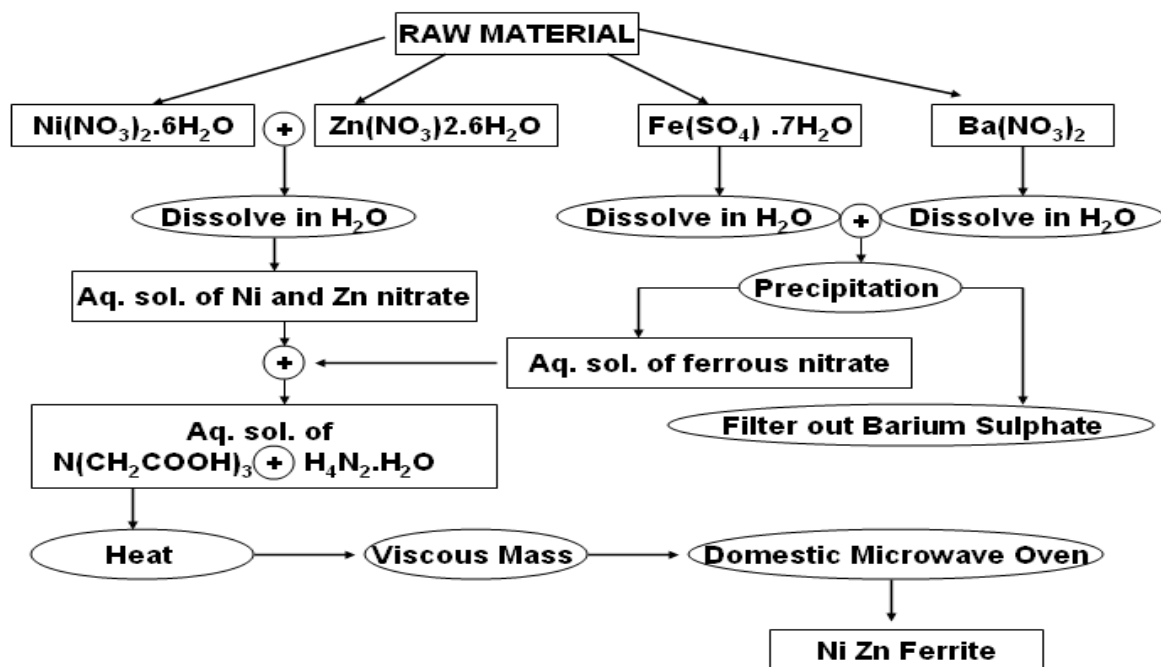 RAW MATERIAL
Ni(NO₃)₂.6H₂O
+
Zn(NO₃)2.6H₂O
Fe(SO₄) .7H₂O
Ba(NO₃)₂
Dissolve in H₂O
Dissolve in H₂O
+
Dissolve in H₂O
Aq. sol. of Ni and Zn nitrate
Precipitation
+
Aq. sol. of ferrous nitrate
Filter out Barium Sulphate
Aq. sol. of
N(CH₂COOH)₃ + H₄N₂.H₂O
Heat
Viscous Mass
Domestic Microwave Oven
Ni Zn Ferrite